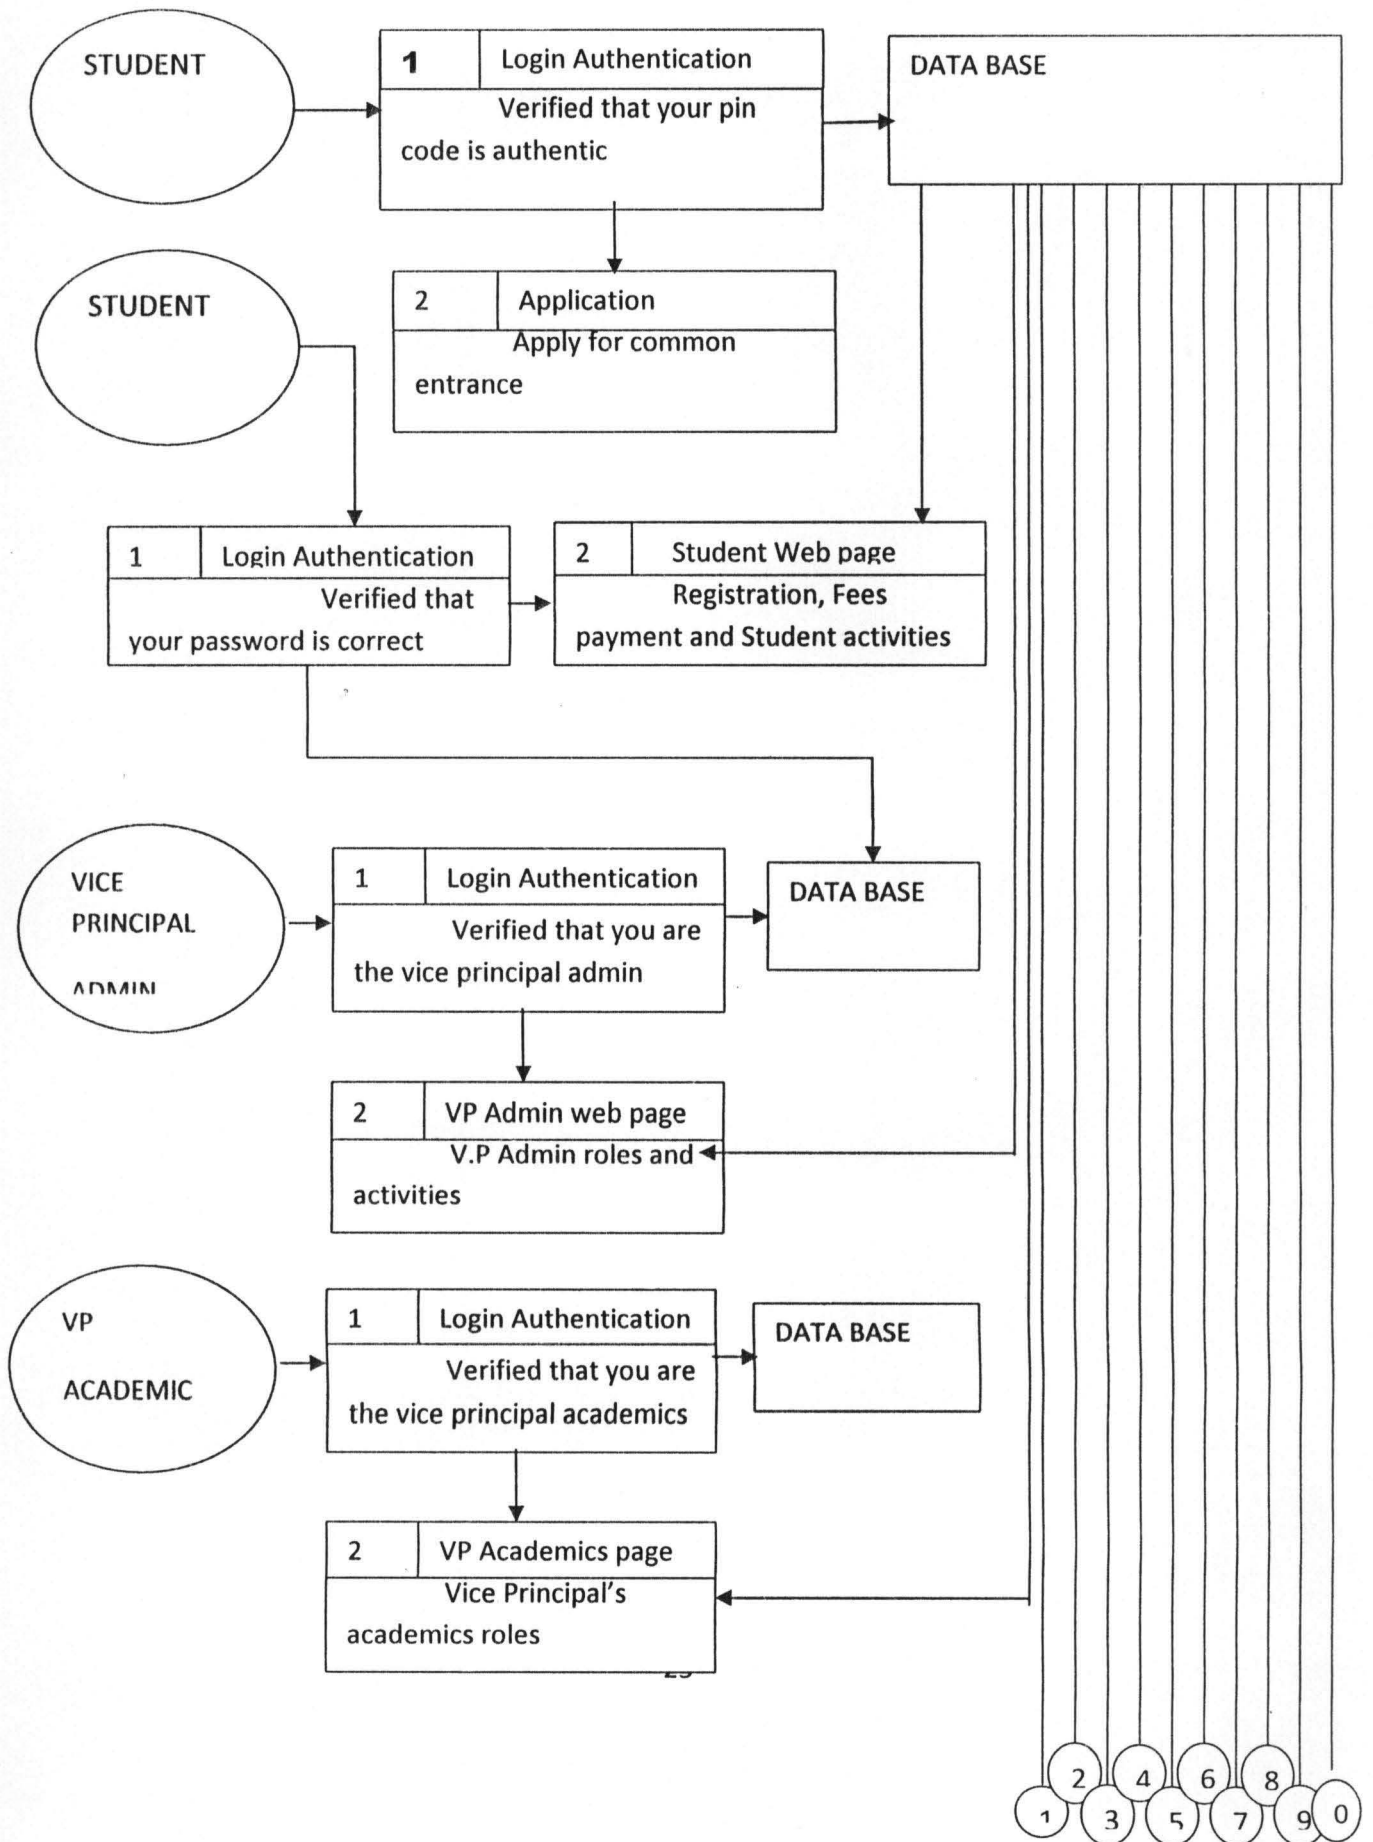 STUDENT
1 Login Authentication
Verified that your pin
code is authentic
DATA BASE
STUDENT
2 Application
Apply for common
entrance
1 Login Authentication
Verified that
your password is correct
2 Student Web page
Registration, Fees
payment and Student activities
VICE
PRINCIPAL
ADMIN
1 Login Authentication
Verified that you are
the vice principal admin
DATA BASE
2 VP Admin web page
V.P Admin roles and
activities
VP
ACADEMIC
1 Login Authentication
Verified that you are
the vice principal academics
DATA BASE
2 VP Academics page
Vice Principal's
academics roles
2 4 6 8
1 3 5 7 9 0